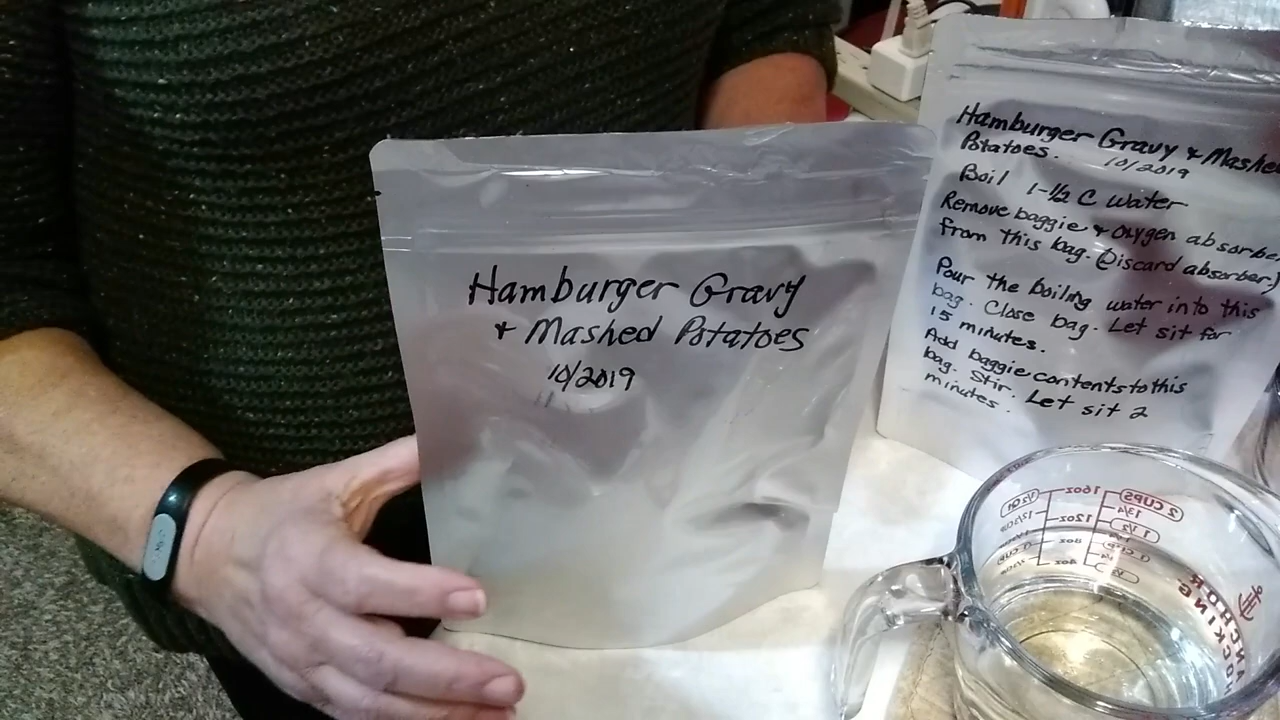 Hamburger Gravy
+ Mashed Potatoes
10/2019
Hamburger Gravy + Mashed
Potatoes. 10/2019
Boil 1-1/2 C water
Remove baggie + Oxygen absorber
from this bag. (Discard absorber)
Pour the boiling water into this
bag. Close bag. Let sit for
15 minutes.
Add baggie contents to this
bag. Stir. Let sit 2
minutes.
2 CUPS
1 3/4
1 1/2
16oz
12oz
8oz
4oz
ANCHOR
HOCKING